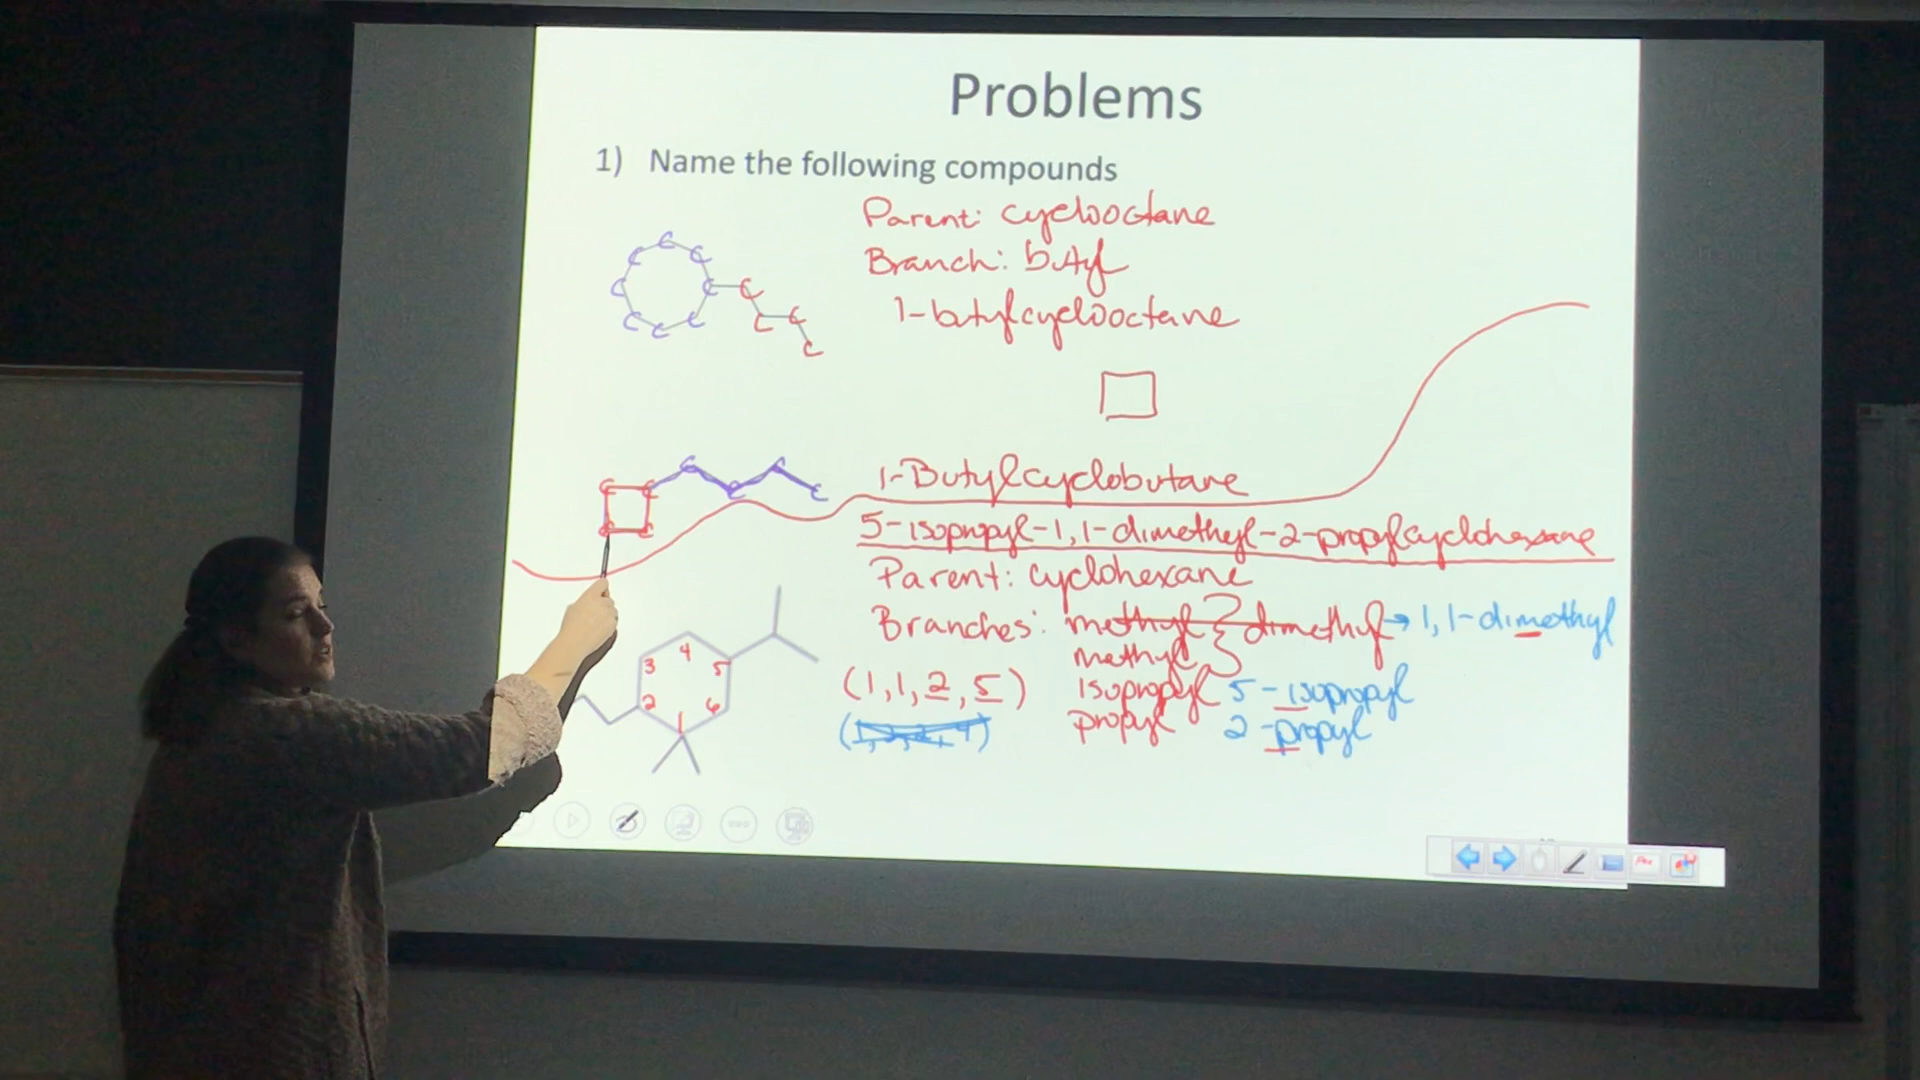 Problems
1) Name the following compounds
Parent: cyclooctane
Branch: butyl
1-butylcyclooctane
C C C C C C C C C C C C
1-Butylcyclobutane
C C C C C C C C
5-isopropyl-1,1-dimethyl-2-propylcyclohexane
Parent: cyclohexane
Branches: methyl } dimethyl → 1,1-dimethyl
methyl
(1,1,2,5) isopropyl 5-isopropyl
propyl 2-propyl
3 4 5
2 1 6